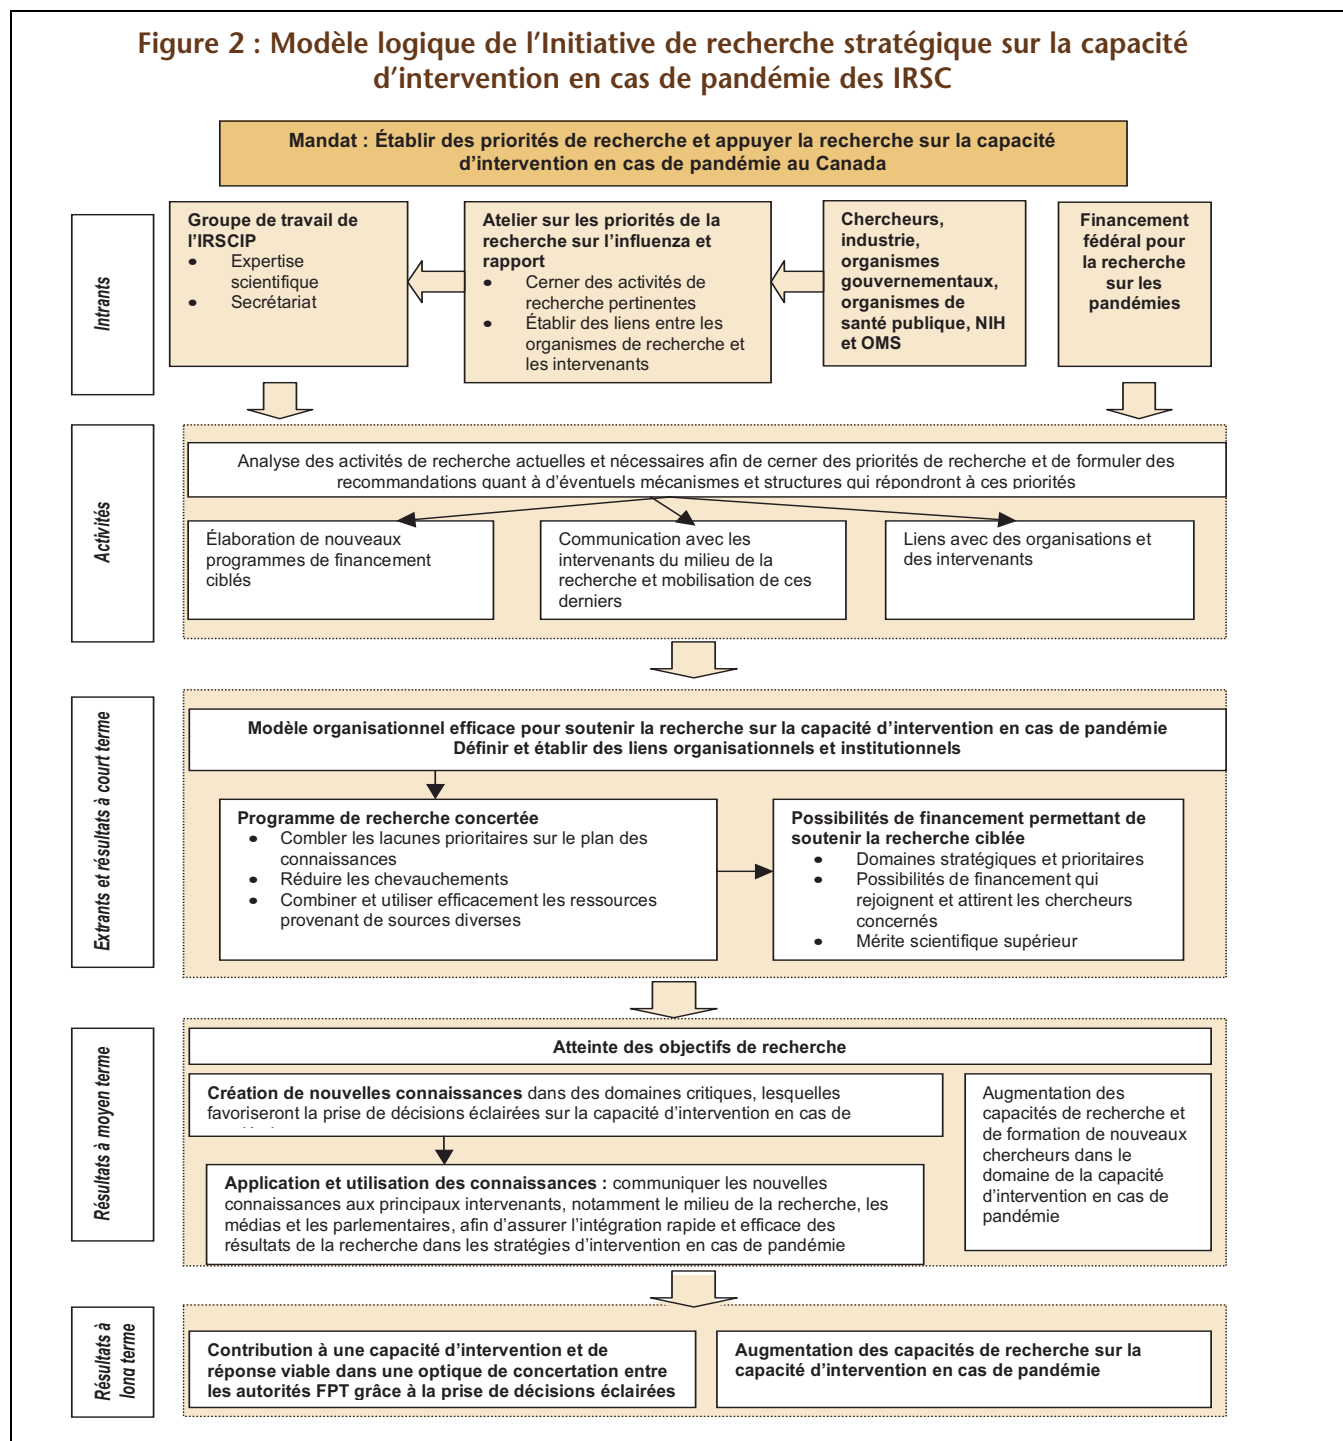 Figure 2 : Modèle logique de l'Initiative de recherche stratégique sur la capacité
d'intervention en cas de pandémie des IRSC
Mandat : Établir des priorités de recherche et appuyer la recherche sur la capacité
d'intervention en cas de pandémie au Canada
Intrants
Groupe de travail de
l'IRSCIP
• Expertise
scientifique
• Secrétariat
Atelier sur les priorités de la
recherche sur l'influenza et
rapport
• Cerner des activités de
recherche pertinentes
• Établir des liens entre les
organismes de recherche et
les intervenants
Chercheurs,
industrie,
organismes
gouvernementaux,
organismes de
santé publique, NIH
et OMS
Financement
fédéral pour
la recherche
sur les
pandémies
Activités
Analyse des activités de recherche actuelles et nécessaires afin de cerner des priorités de recherche et de formuler des
recommandations quant à d'éventuels mécanismes et structures qui répondront à ces priorités
Élaboration de nouveaux
programmes de financement
ciblés
Communication avec les
intervenants du milieu de la
recherche et mobilisation de ces
derniers
Liens avec des organisations et
des intervenants
Extrants et résultats à court terme
Modèle organisationnel efficace pour soutenir la recherche sur la capacité d'intervention en cas de pandémie
Définir et établir des liens organisationnels et institutionnels
Programme de recherche concertée
• Combler les lacunes prioritaires sur le plan des
connaissances
• Réduire les chevauchements
• Combiner et utiliser efficacement les ressources
provenant de sources diverses
Possibilités de financement permettant de
soutenir la recherche ciblée
• Domaines stratégiques et prioritaires
• Possibilités de financement qui
rejoignent et attirent les chercheurs
concernés
• Mérite scientifique supérieur
Résultats à moyen terme
Atteinte des objectifs de recherche
Création de nouvelles connaissances dans des domaines critiques, lesquelles
favoriseront la prise de décisions éclairées sur la capacité d'intervention en cas de
Application et utilisation des connaissances : communiquer les nouvelles
connaissances aux principaux intervenants, notamment le milieu de la recherche, les
médias et les parlementaires, afin d'assurer l'intégration rapide et efficace des
résultats de la recherche dans les stratégies d'intervention en cas de pandémie
Augmentation des
capacités de recherche et
de formation de nouveaux
chercheurs dans le
domaine de la capacité
d'intervention en cas de
pandémie
Résultats à
long terme
Contribution à une capacité d'intervention et de
réponse viable dans une optique de concertation entre
les autorités FPT grâce à la prise de décisions éclairées
Augmentation des capacités de recherche sur la
capacité d'intervention en cas de pandémie